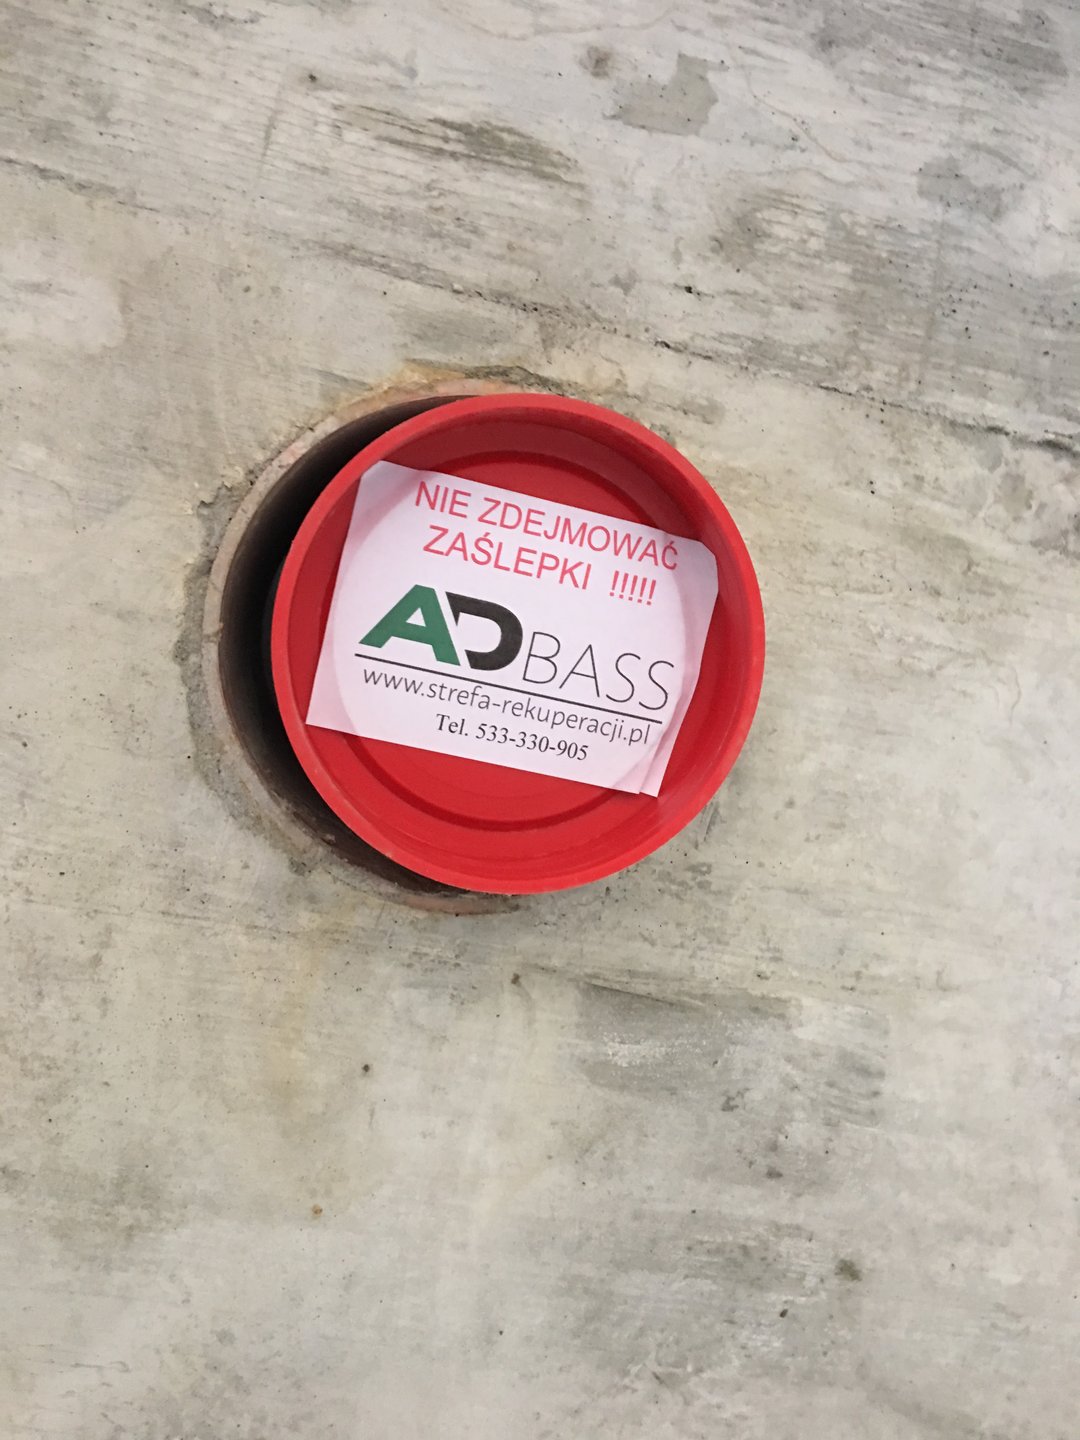 NIE ZDEJMOWAĆ
ZAŚLEPKI !!!!!
ADBASS
www.strefa-rekuperacji.pl
Tel. 533-330-905